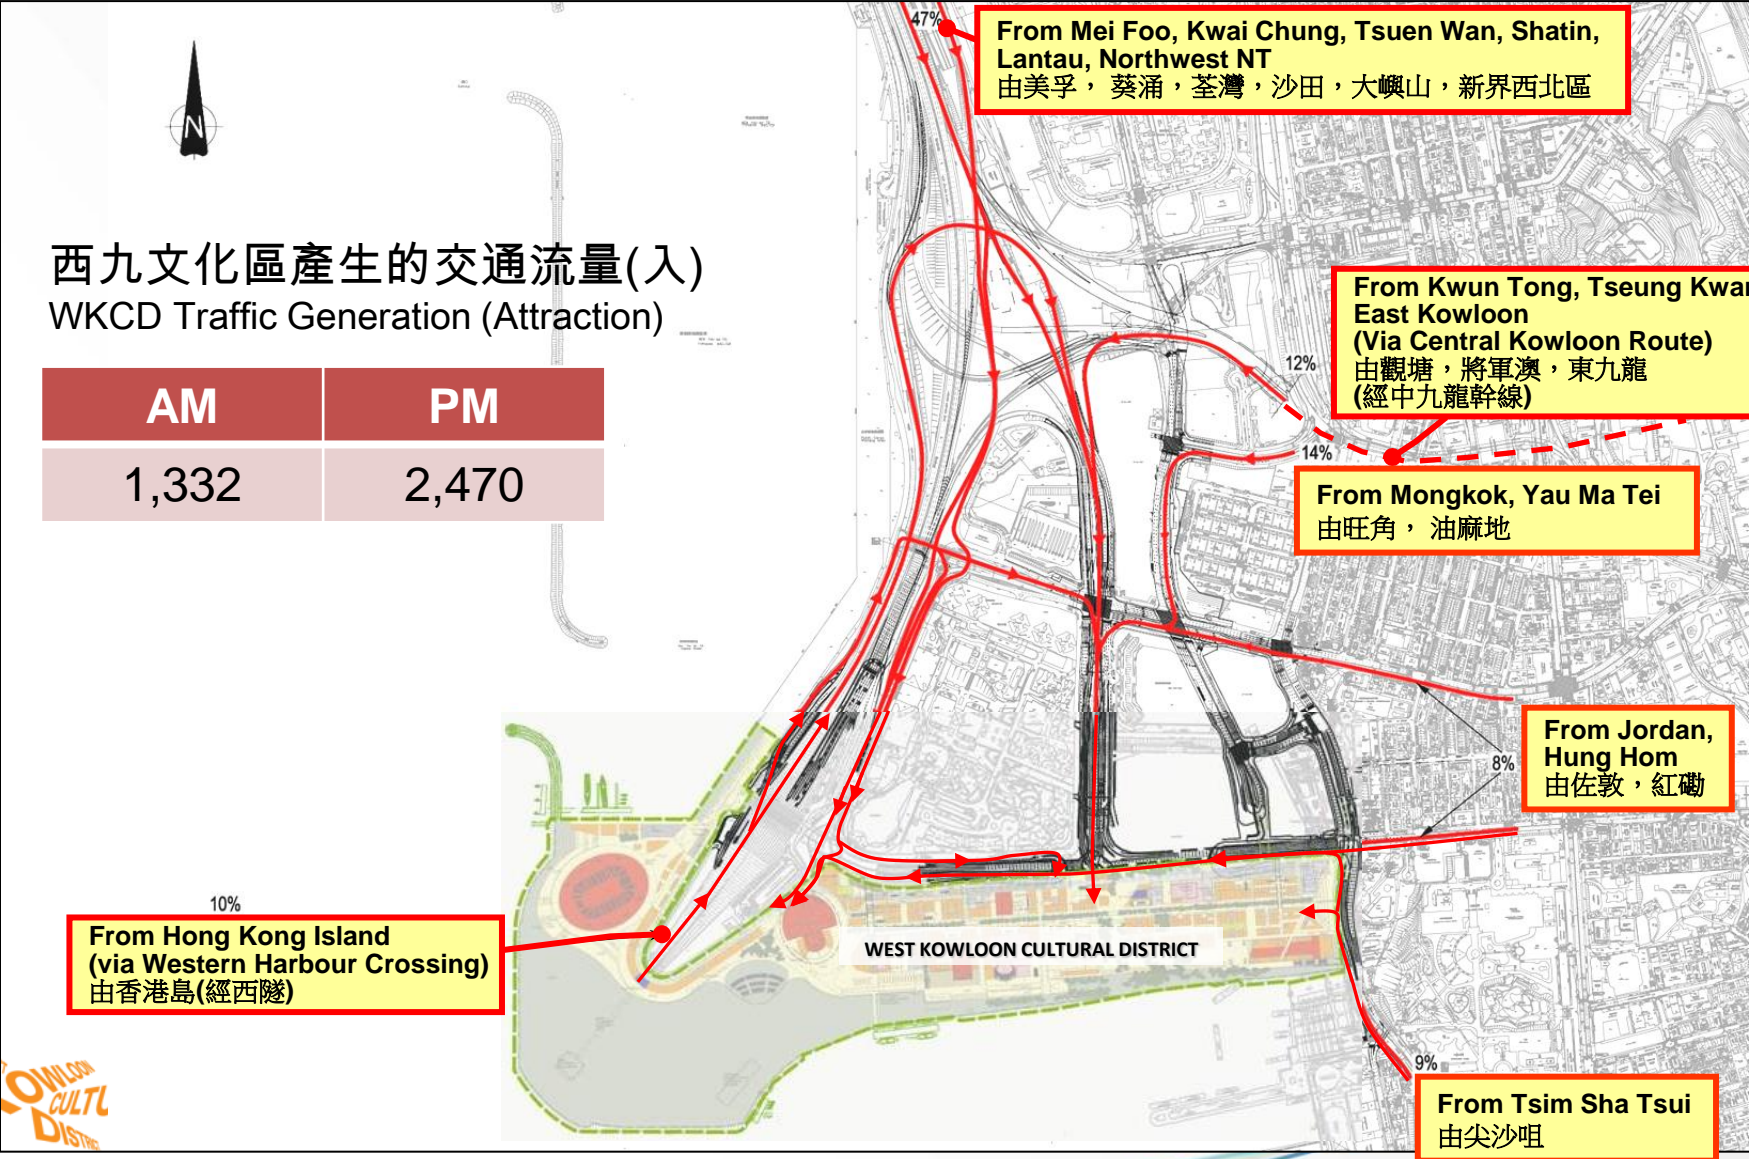 47%
From Mei Foo, Kwai Chung, Tsuen Wan, Shatin,
Lantau, Northwest NT
由美孚， 葵涌，荃灣，沙田，大嶼山，新界西北區
N
西九文化區產生的交通流量(入)
WKCD Traffic Generation (Attraction)
AM PM
1,332 2,470
From Kwun Tong, Tseung Kwan
East Kowloon
(Via Central Kowloon Route)
由觀塘，將軍澳，東九龍
(經中九龍幹線)
12%
14%
From Mongkok, Yau Ma Tei
由旺角， 油麻地
From Jordan,
Hung Hom
由佐敦，紅磡
8%
10%
From Hong Kong Island
(via Western Harbour Crossing)
由香港島(經西隧)
WEST KOWLOON CULTURAL DISTRICT
9%
From Tsim Sha Tsui
由尖沙咀
OWLOON
CULTU
DISTRI